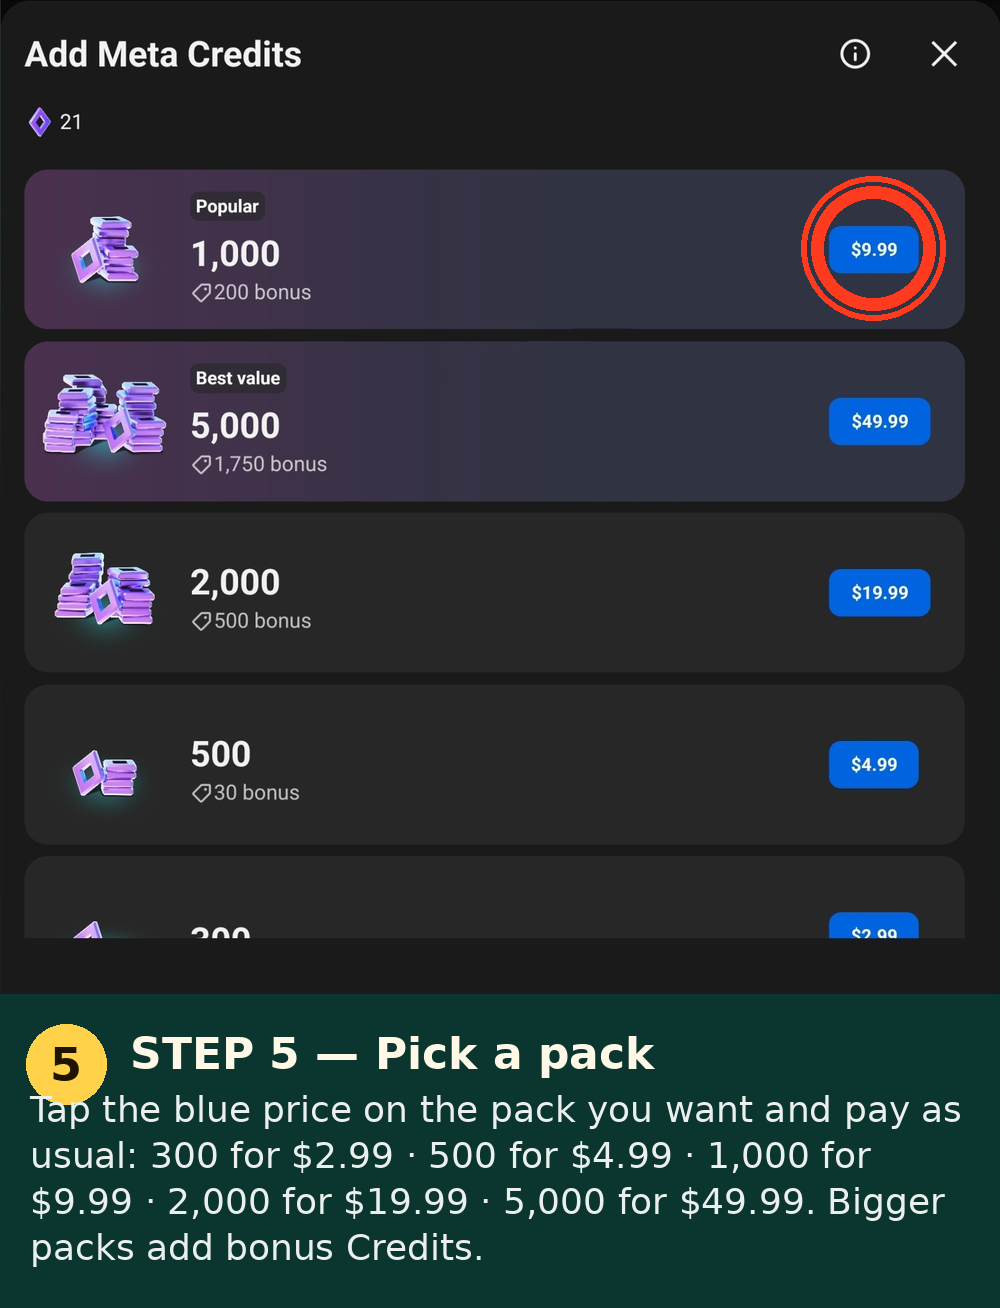 Add Meta Credits
21
Popular
1,000
200 bonus
$9.99
Best value
5,000
1,750 bonus
$49.99
2,000
500 bonus
$19.99
500
30 bonus
$4.99
300
$2.99
5
STEP 5 — Pick a pack
Tap the blue price on the pack you want and pay as
usual: 300 for $2.99 · 500 for $4.99 · 1,000 for
$9.99 · 2,000 for $19.99 · 5,000 for $49.99. Bigger
packs add bonus Credits.